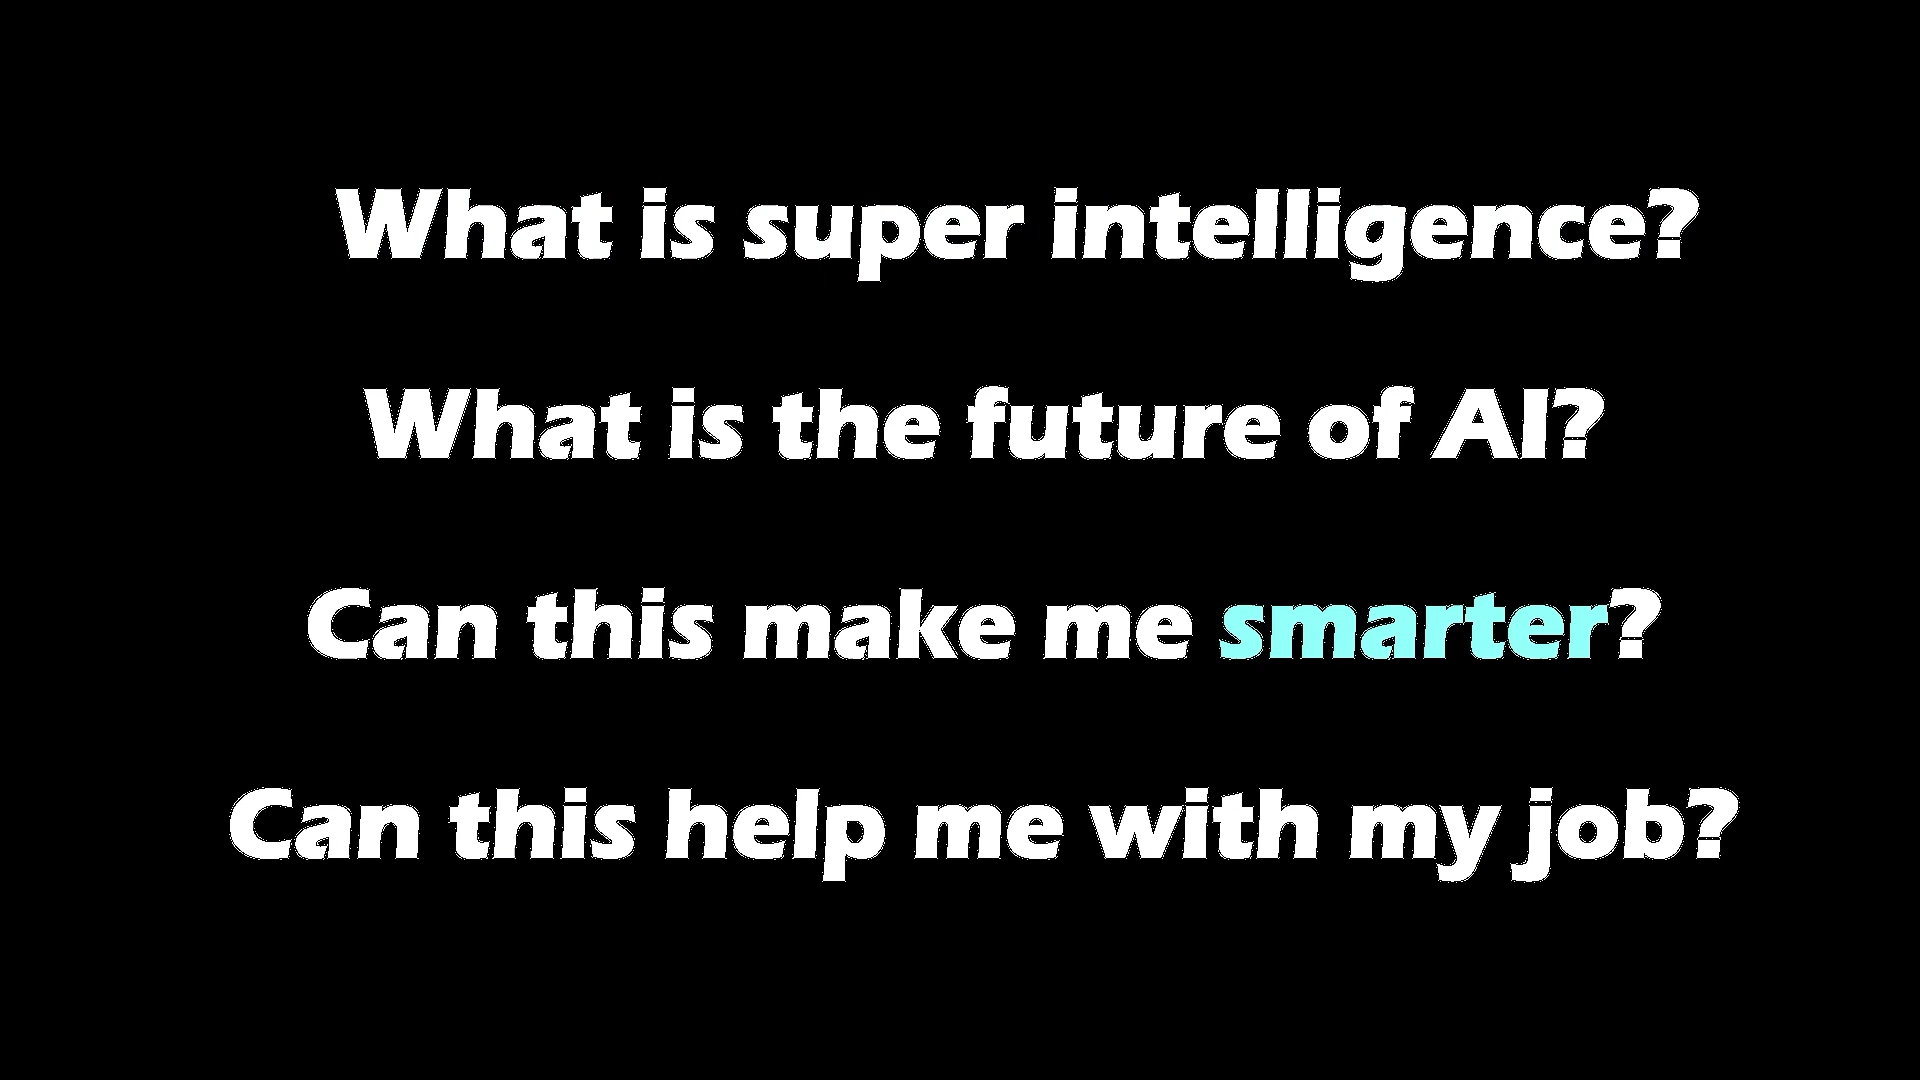 What is super intelligence?
What is the future of AI?
Can this make me smarter?
Can this help me with my job?